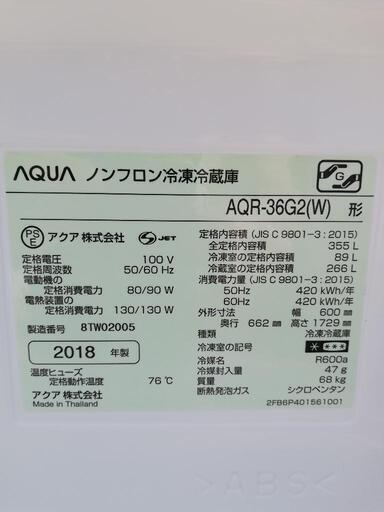 AQUA ノンフロン冷凍冷蔵庫
G
AQR-36G2(W) 形
PS E アクア株式会社 S JET
定格電圧 100 V
定格周波数 50/60 Hz
電動機の
定格消費電力 80/90 W
電熱装置の
定格消費電力 130/130 W
製造番号 8TW02005
2018 年製
温度ヒューズ
定格動作温度 76℃
アクア株式会社
Made in Thailand
定格内容積 (JIS C 9801-3 : 2015)
全定格内容積 355 L
冷凍室の定格内容積 89 L
冷蔵室の定格内容積 266 L
消費電力量 (JIS C 9801-3 : 2015)
50Hz 420 kWh/年
60Hz 420 kWh/年
外形寸法 幅 600 mm
奥行 662 mm 高さ 1729 mm
種類 冷凍冷蔵庫
冷凍室の記号 ****
冷媒名 R600a
冷媒封入量 47 g
質量 68 kg
断熱発泡ガス シクロペンタン
2FB6P401561001
>ABS<